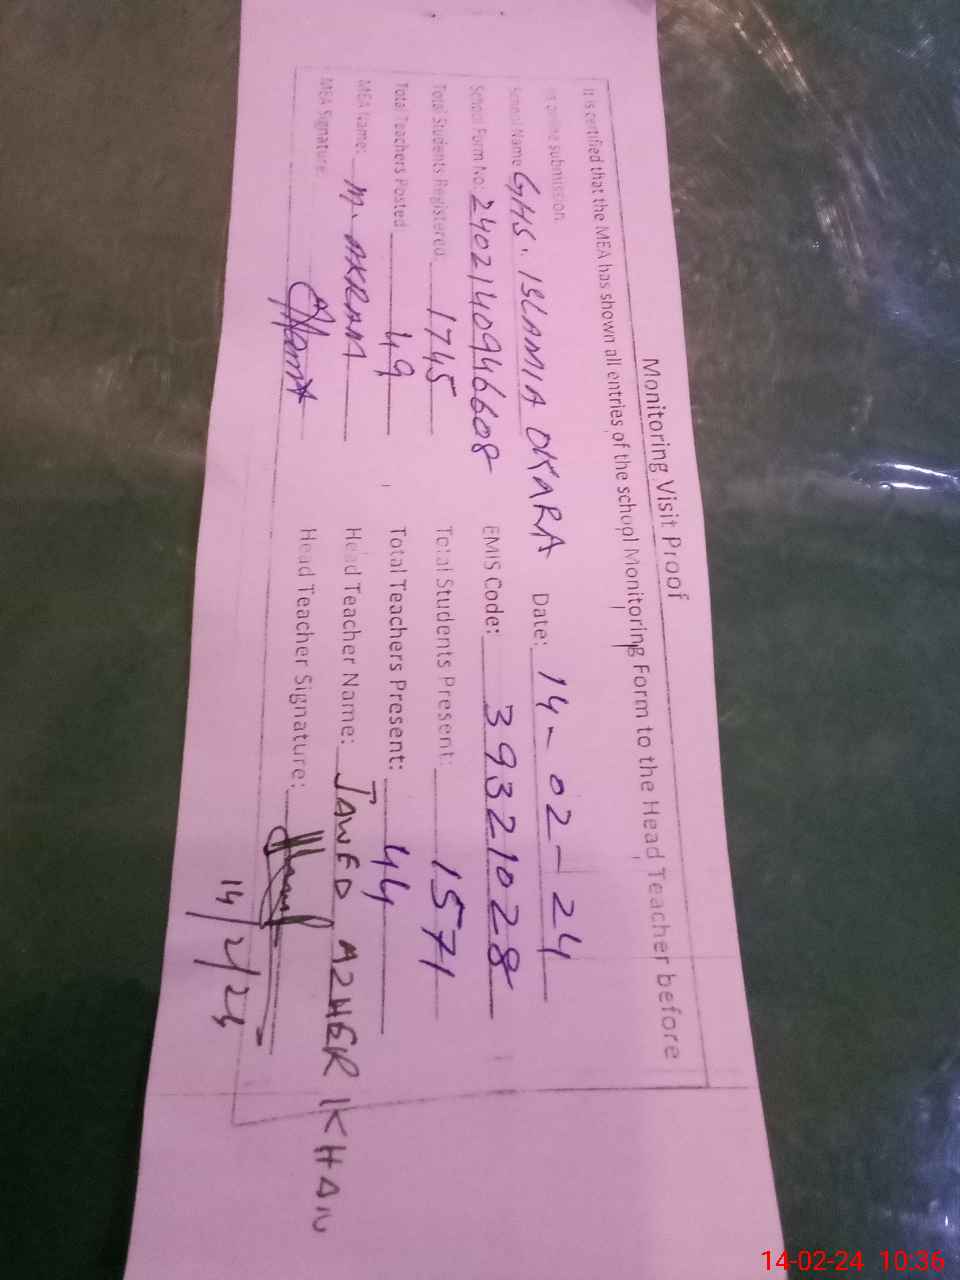 Monitoring Visit Proof
It is certified that the MEA has shown all entries of the school Monitoring Form to the Head Teacher before
its online submission.
School Name GHS. ISLAMIA OKARA Date: 14-02-24
School Form No: 24021409466608 EMIS Code: 39321028
Total Students Registered: 1745 Total Students Present: 1571
Total Teachers Posted 49 Total Teachers Present: 44
MEA Name: M. AKRAM Head Teacher Name: JAWED AZHER KHAN
MEA Signature: Head Teacher Signature:
14/2/24
14-02-24 10:36